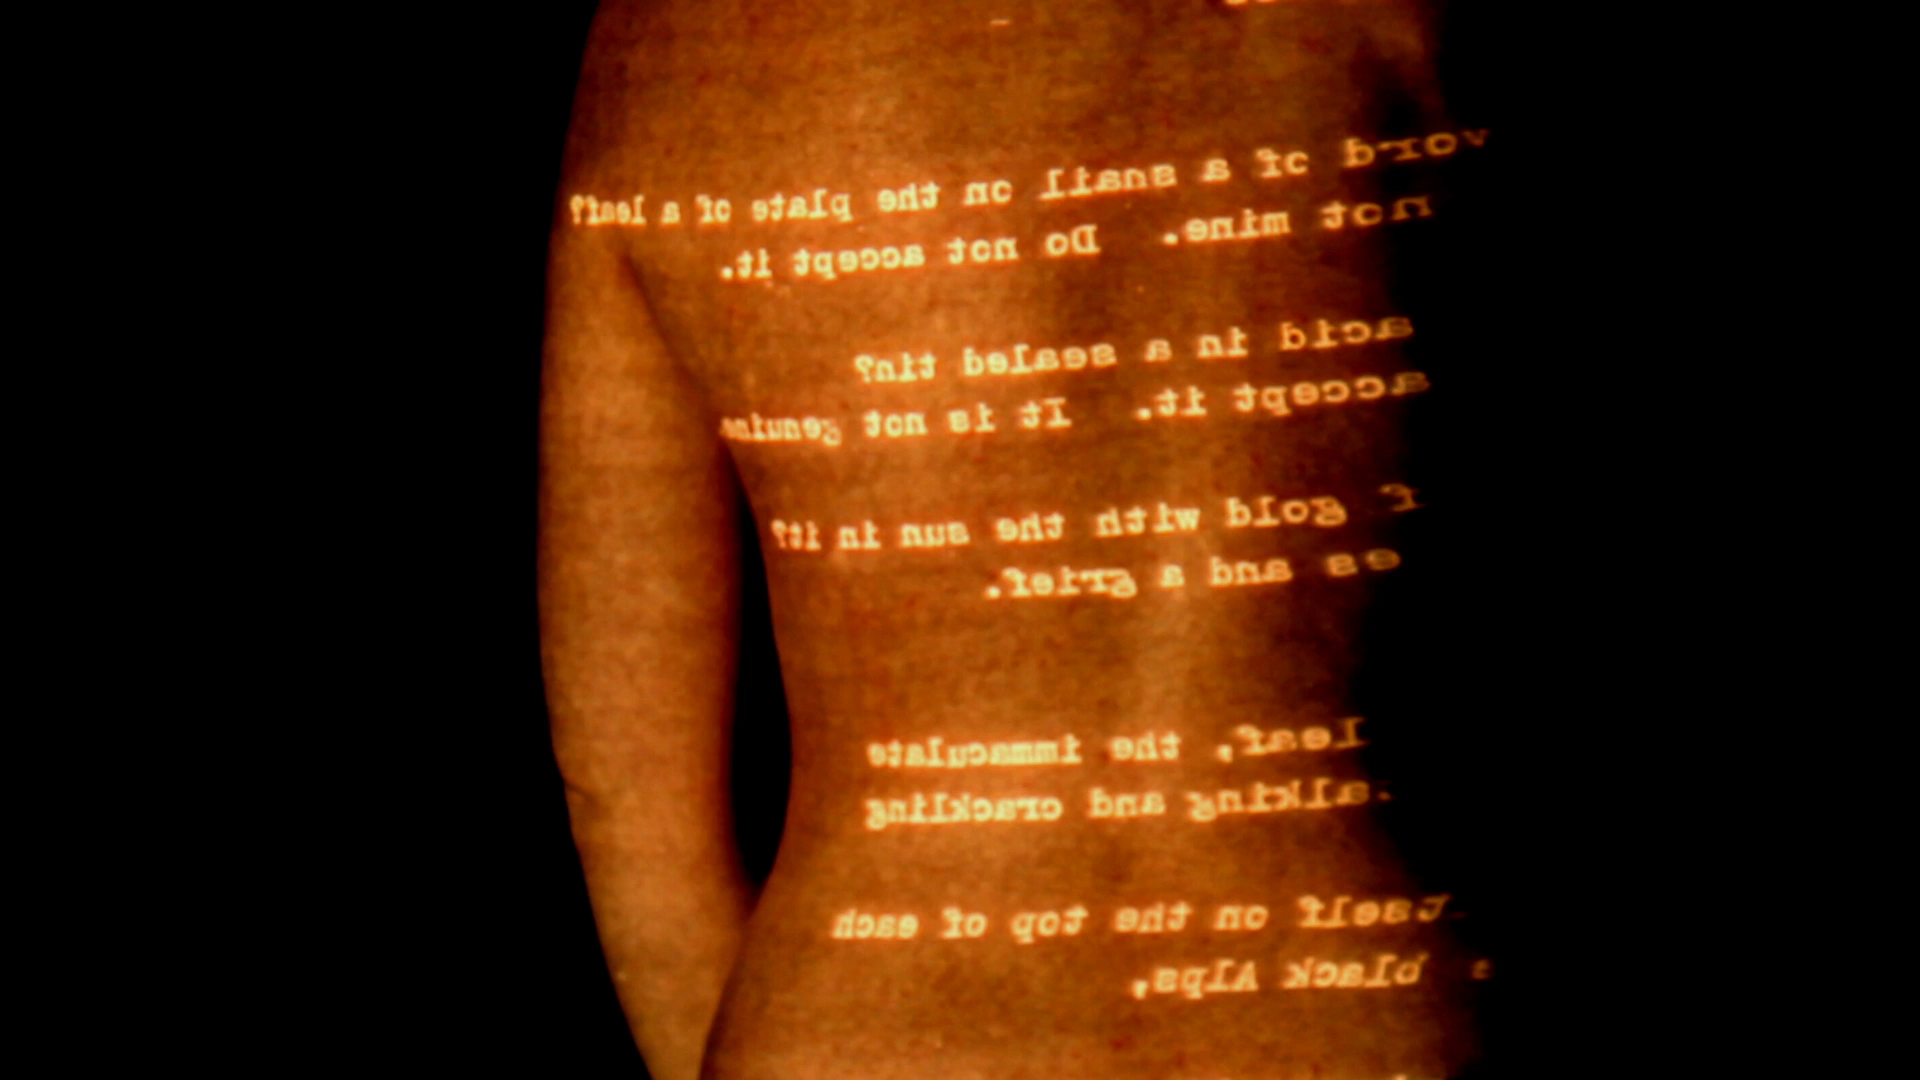 of a snail on the plate of a leaf?
not mine. Do not accept it.
acid in a sealed tin?
accept it. It is not genuine
gold with the sun in it?
and a grief.
leaf, the immaculate
and crackling
itself on the top of each
black Alps,